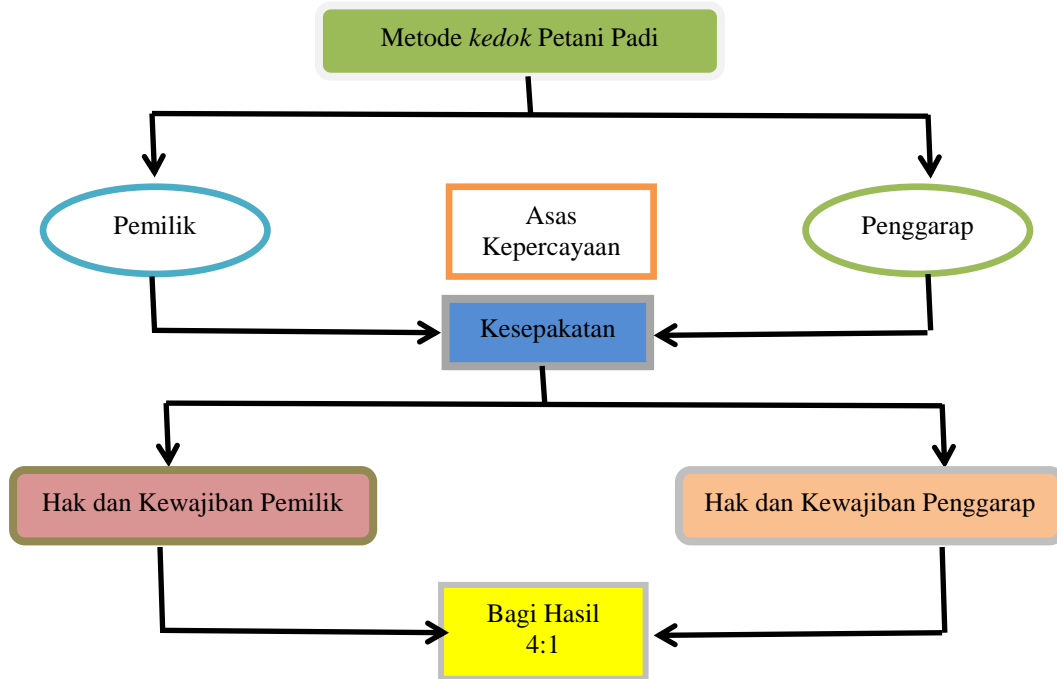 Metode kedok Petani Padi
Pemilik
Asas
Kepercayaan
Penggarap
Kesepakatan
Hak dan Kewajiban Pemilik
Hak dan Kewajiban Penggarap
Bagi Hasil
4:1